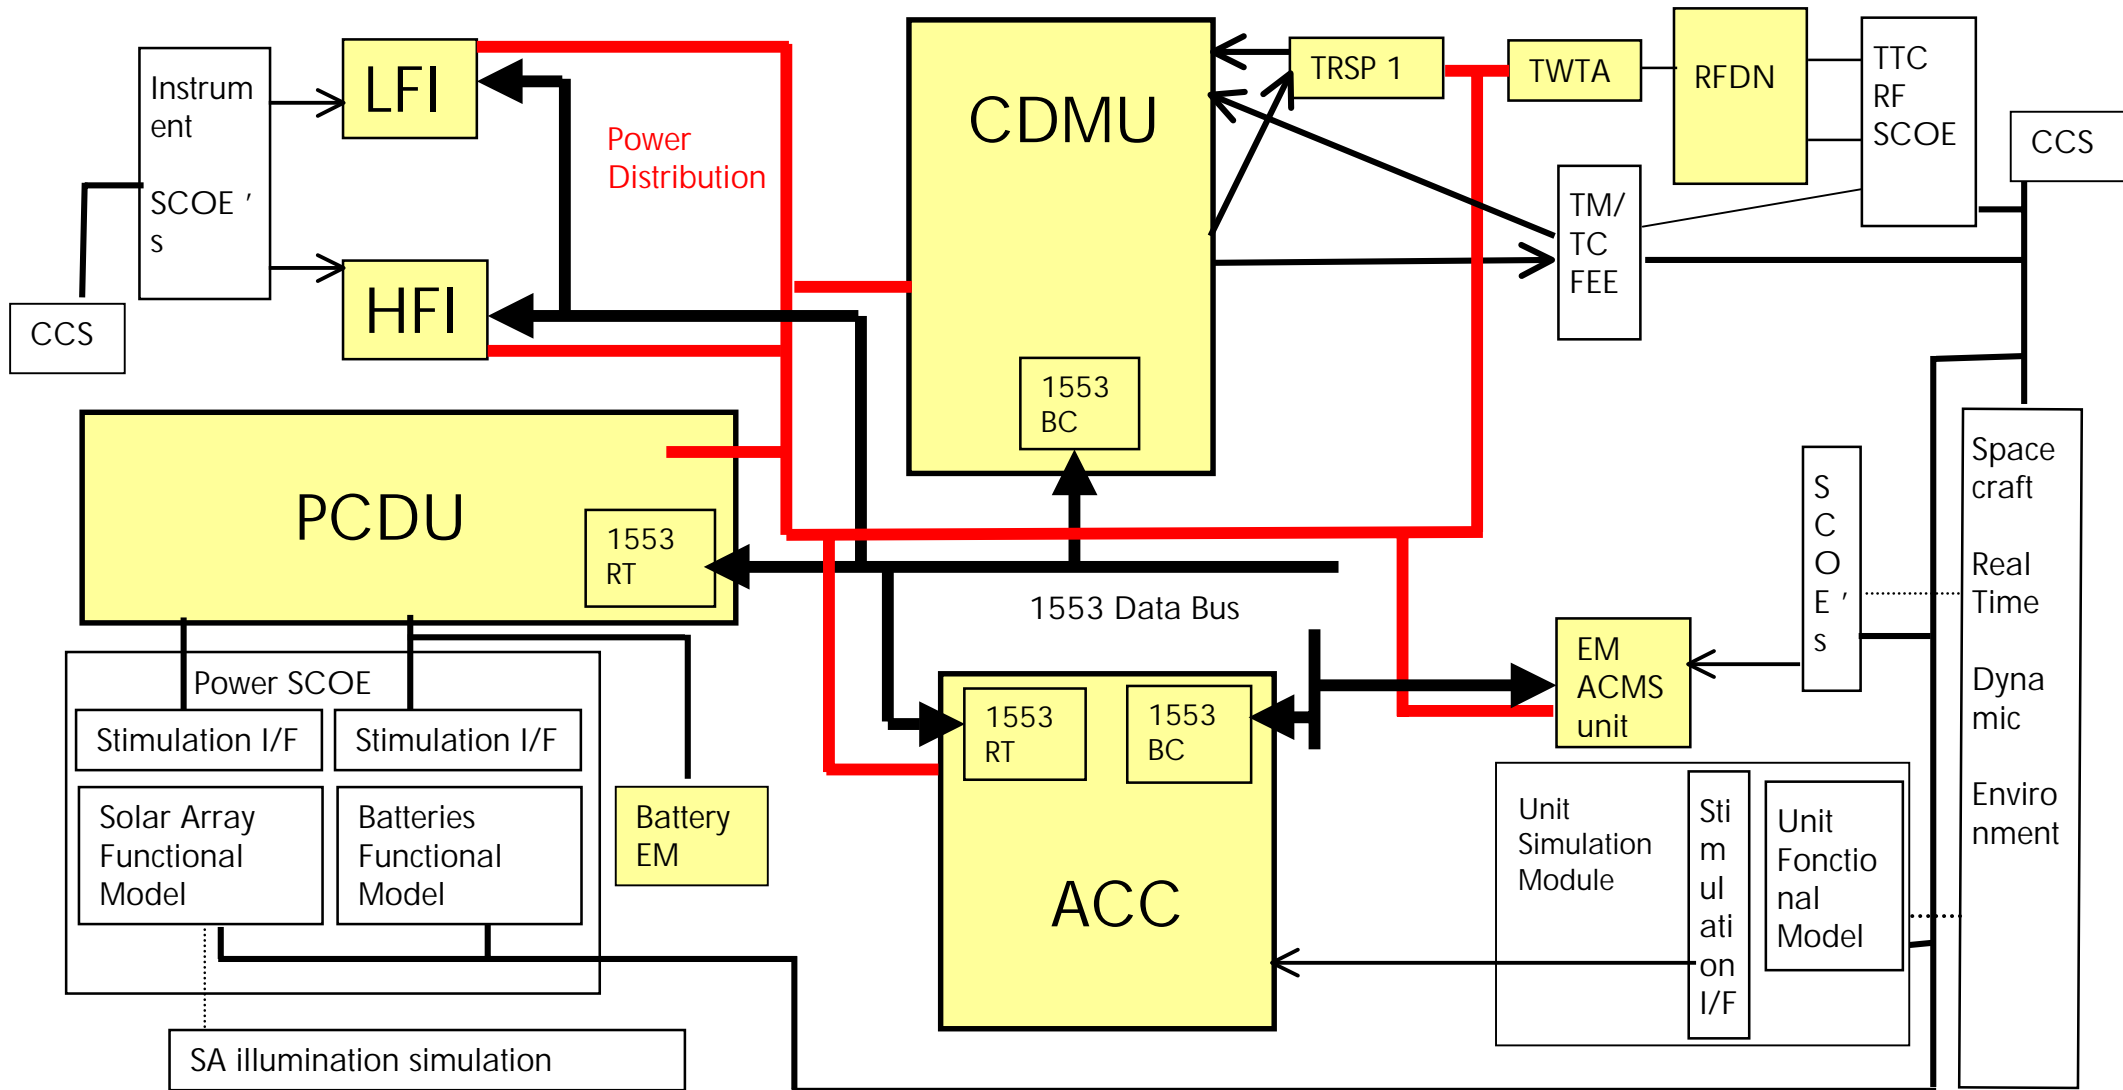 Instrum
ent
SCOE '
s
CCS
LFI
HFI
Power
Distribution
CDMU
1553
BC
TRSP 1
TWTA
RFDN
TTC
RF
SCOE
CCS
TM/
TC
FEE
PCDU
1553
RT
1553 Data Bus
Power SCOE
Stimulation I/F
Stimulation I/F
Solar Array
Functional
Model
Batteries
Functional
Model
Battery
EM
SA illumination simulation
1553
RT
1553
BC
ACC
EM
ACMS
unit
S
C
O
E '
s
Space
craft
Real
Time
Dyna
mic
Enviro
nment
Unit
Simulation
Module
Sti
m
ul
ati
on
I/F
Unit
Fonctio
nal
Model